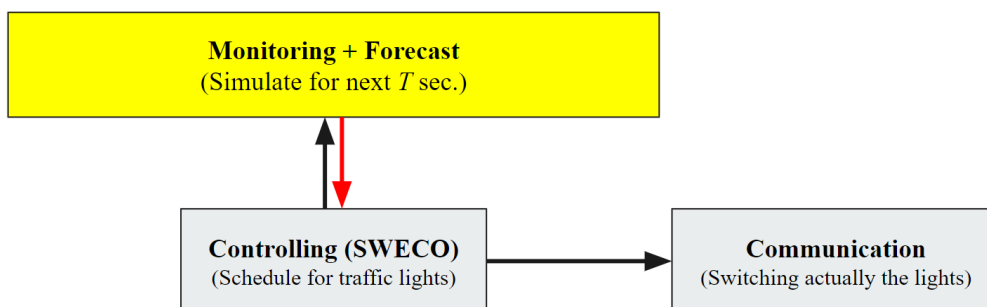 Monitoring + Forecast
(Simulate for next T sec.)
Controlling (SWECO)
(Schedule for traffic lights)
Communication
(Switching actually the lights)